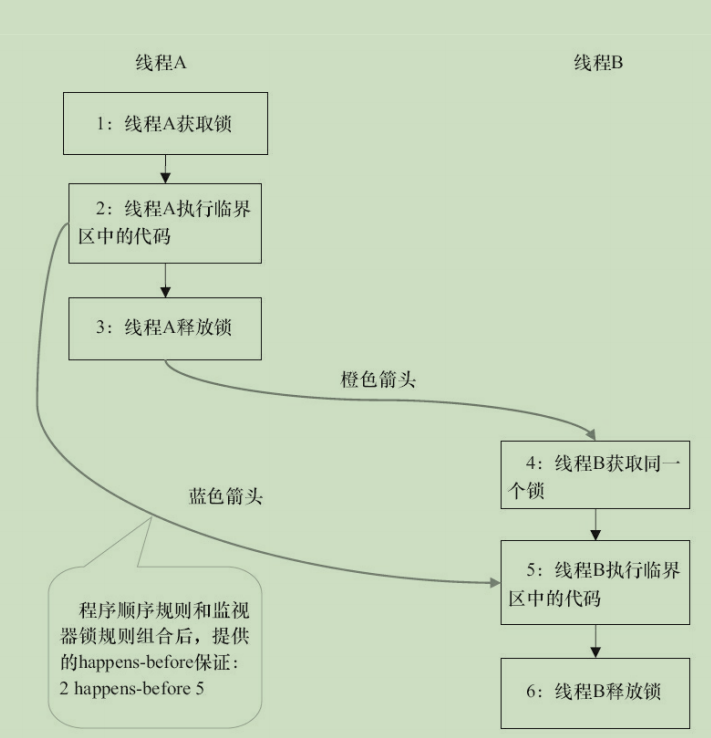 线程A
线程B
1：线程A获取锁
2：线程A执行临界
区中的代码
3：线程A释放锁
橙色箭头
4：线程B获取同一
个锁
蓝色箭头
5：线程B执行临界
区中的代码
程序顺序规则和监视
器锁规则组合后，提供
的happens-before保证：
2 happens-before 5
6：线程B释放锁